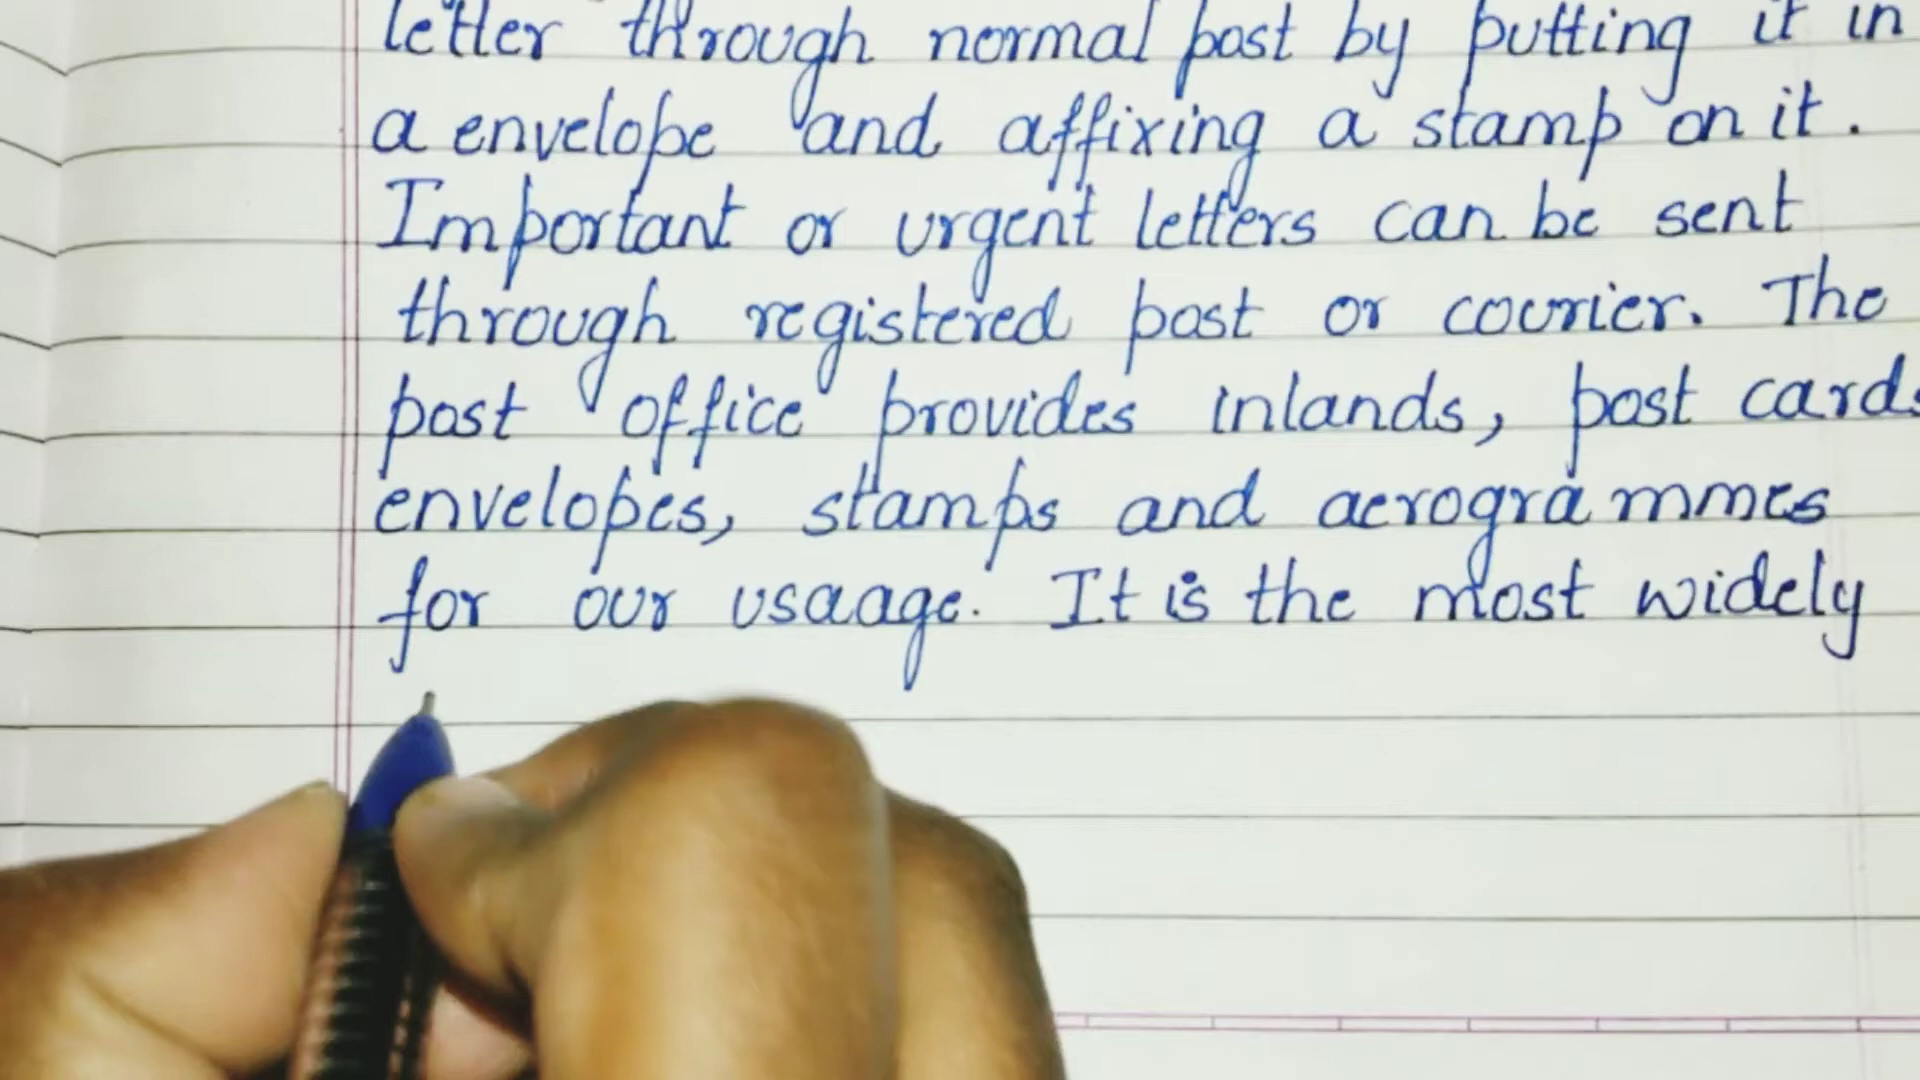 letter through normal post by putting it in
a envelope and affixing a stamp on it.
Important or urgent letters can be sent
through registered post or courier. The
post office provides inlands, post cards
envelopes, stamps and aerogrammes
for our usaage. It is the most widely